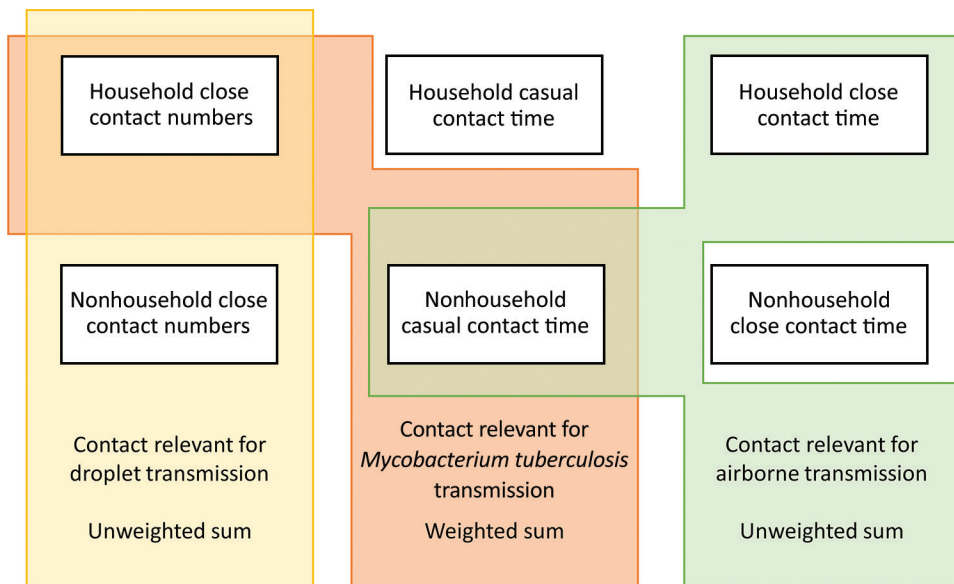 Household close
contact numbers
Household casual
contact time
Household close
contact time
Nonhousehold close
contact numbers
Nonhousehold
casual contact time
Nonhousehold
close contact time
Contact relevant for
droplet transmission
Unweighted sum
Contact relevant for
Mycobacterium tuberculosis
transmission
Weighted sum
Contact relevant for
airborne transmission
Unweighted sum